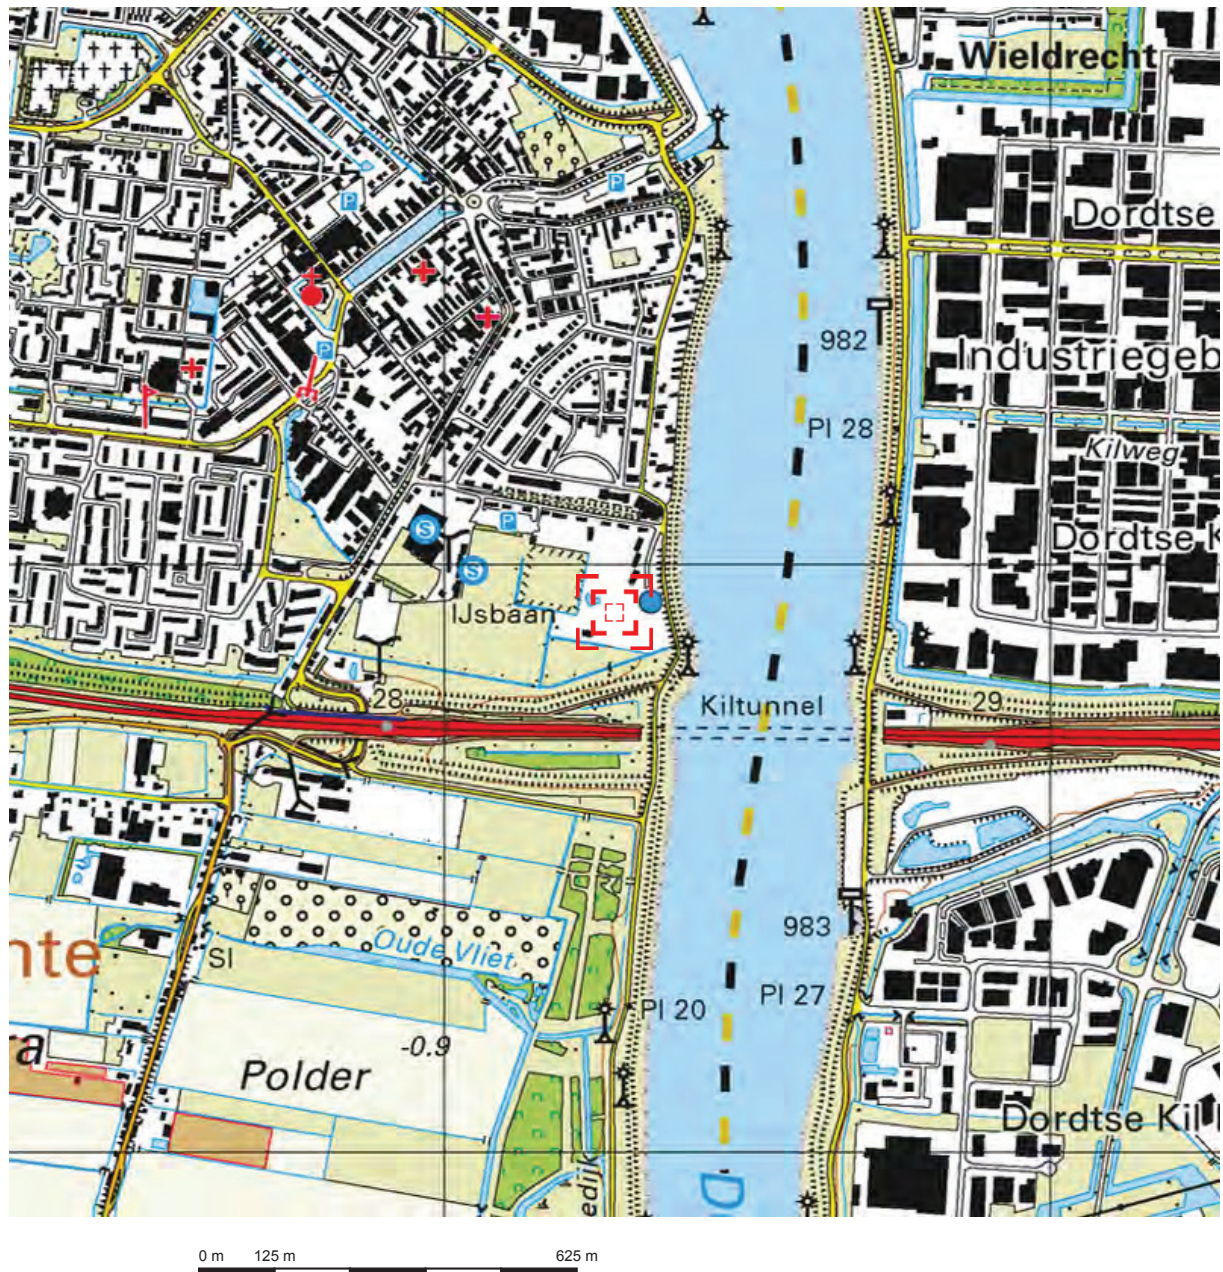 Wieldrecht
P
P
Dordtse
982
Industriegeb
P
PI 28
Kilweg
S
P
Dordtse K
S
IJsbaan
28
Kiltunnel
29
983
nte
Oude Vliet
SI
PI 20
PI 27
ra
-0.9
Polder
Dordtse Kil I
edijk
D
0 m 125 m 625 m